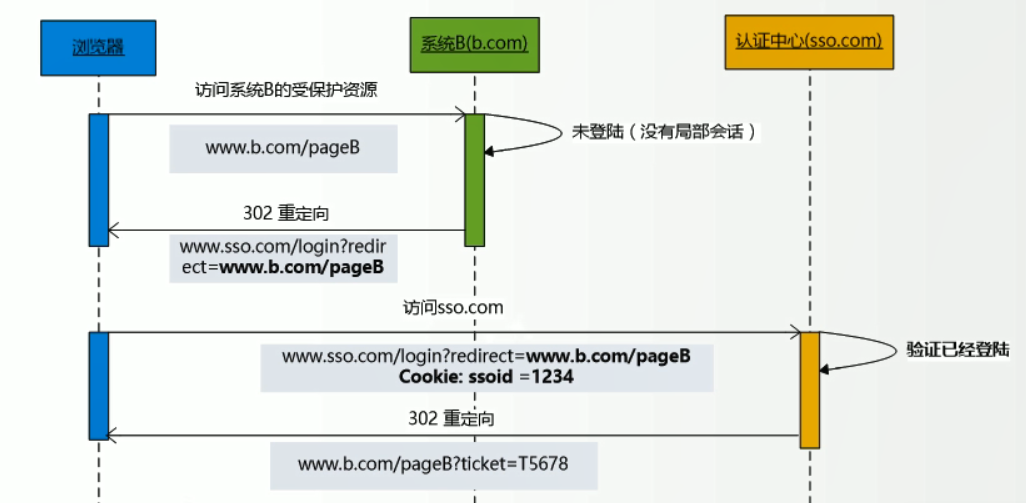 浏览器
系统B(b.com)
认证中心(sso.com)
访问系统B的受保护资源
未登陆（没有局部会话）
www.b.com/pageB
302 重定向
www.sso.com/login?redir
ect=www.b.com/pageB
访问sso.com
www.sso.com/login?redirect=www.b.com/pageB
Cookie: ssoid =1234
验证已经登陆
302 重定向
www.b.com/pageB?ticket=T5678